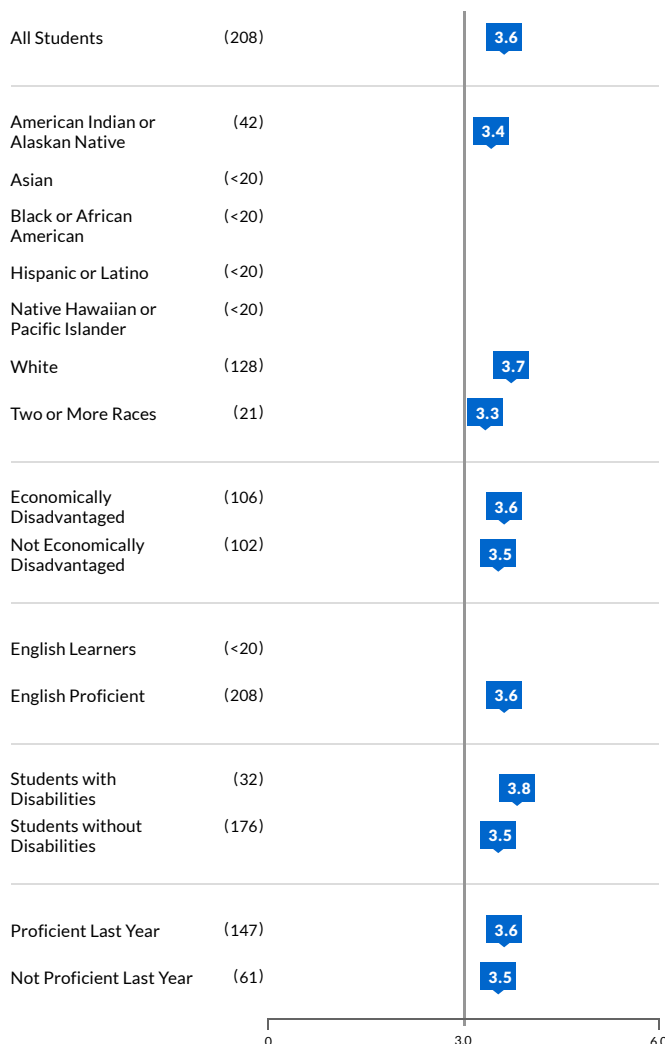 All Students (208) 3.6
American Indian or (42) 3.4
Alaskan Native
Asian (<20)
Black or African (<20)
American
Hispanic or Latino (<20)
Native Hawaiian or (<20)
Pacific Islander
White (128) 3.7
Two or More Races (21) 3.3
Economically (106) 3.6
Disadvantaged
Not Economically (102) 3.5
Disadvantaged
English Learners (<20)
English Proficient (208) 3.6
Students with (32) 3.8
Disabilities
Students without (176) 3.5
Disabilities
Proficient Last Year (147) 3.6
Not Proficient Last Year (61) 3.5
0 3.0 6.0